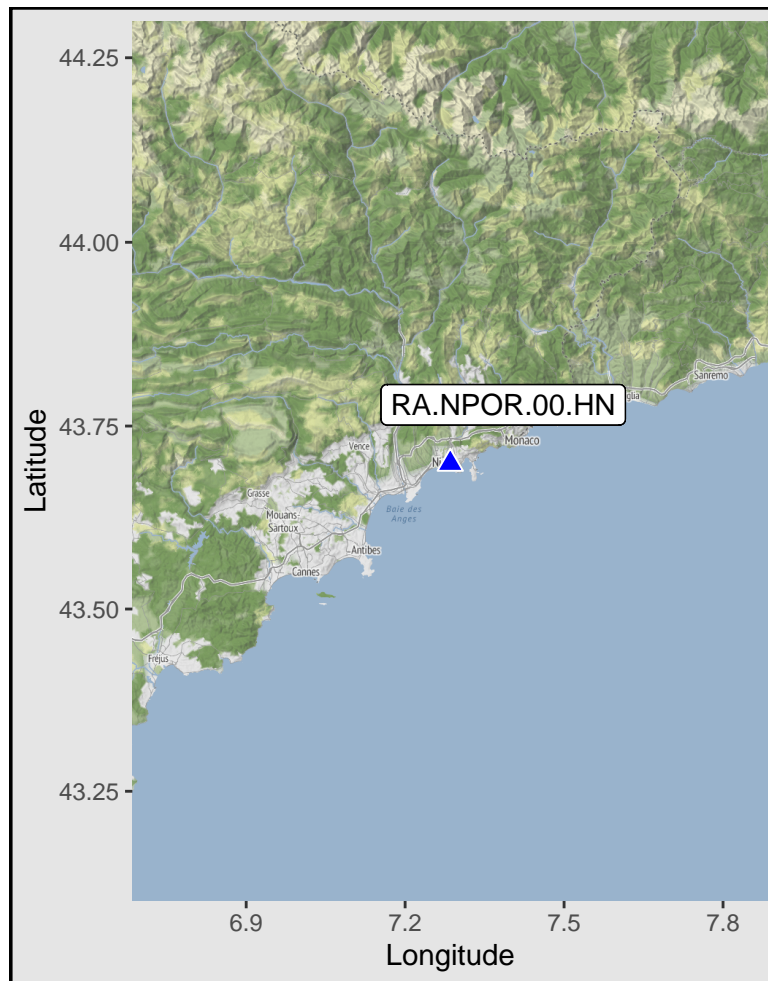 44.25
44.00
43.75
43.50
43.25
Latitude
Sanremo
RA.NPOR.00.HN
Monaco
Vence
Grasse
Mouans-
Sartoux
Baie des
Anges
Antibes
Cannes
Fréjus
6.9
7.2
7.5
7.8
Longitude